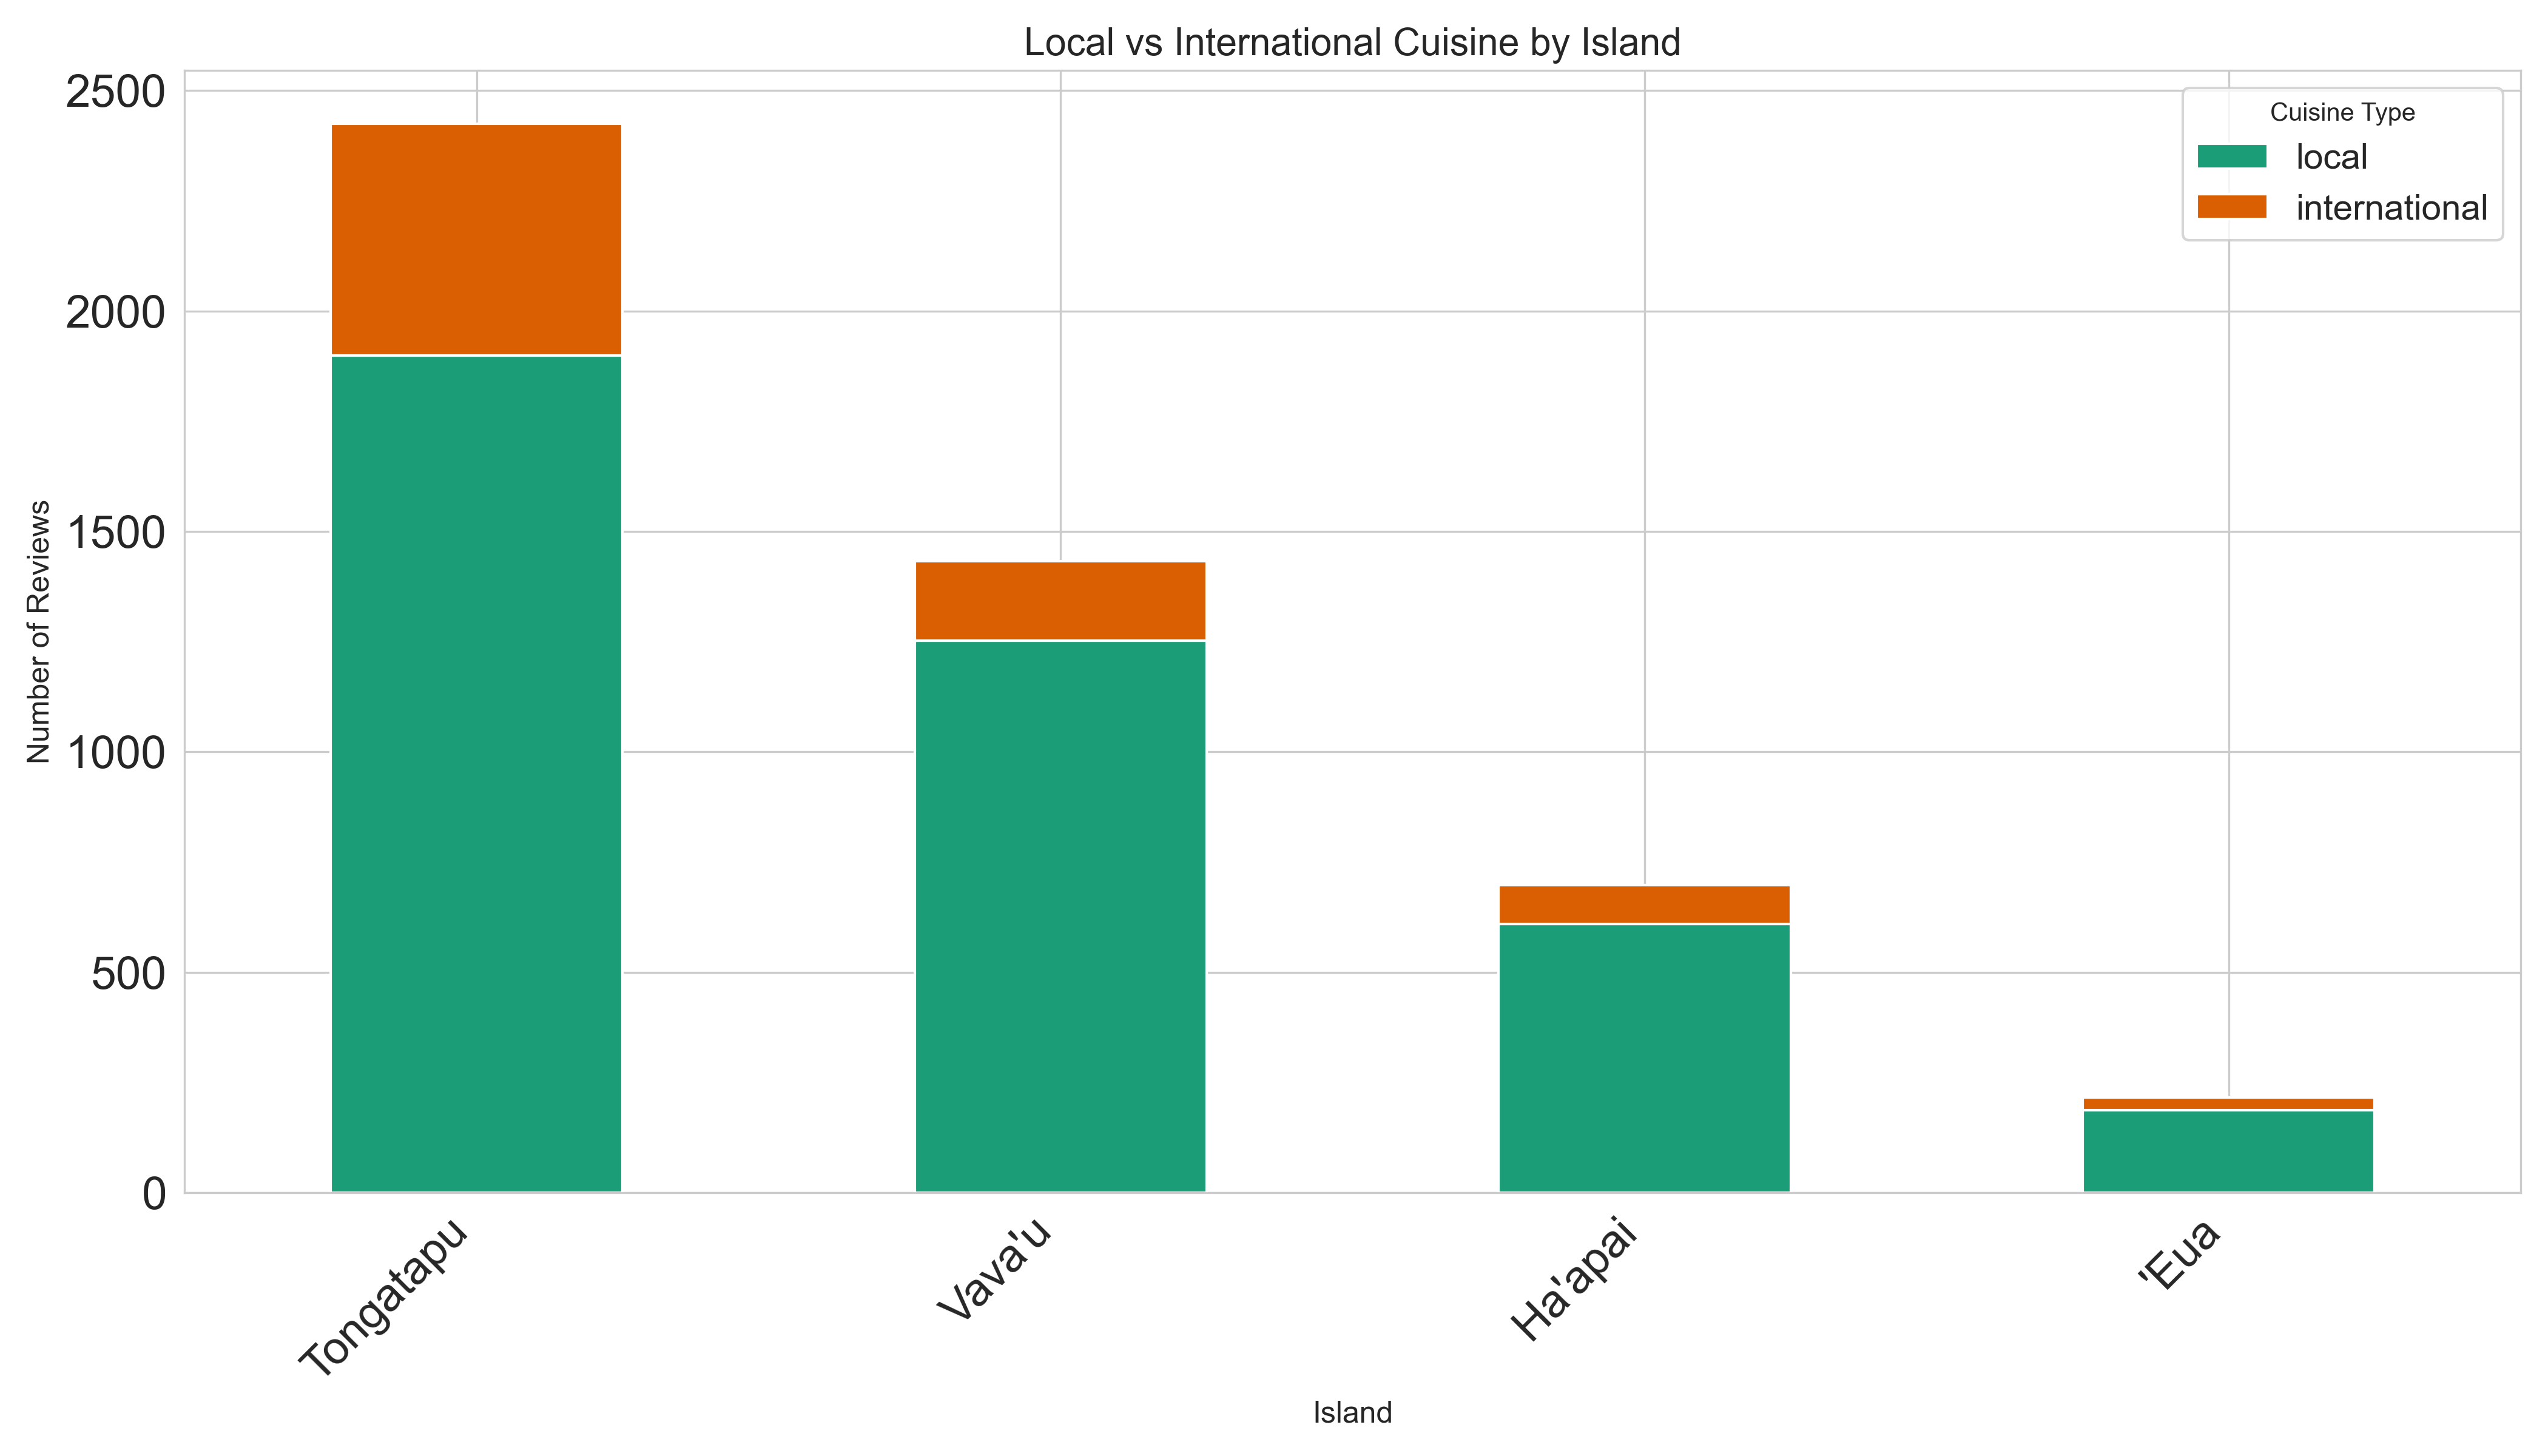 Local vs International Cuisine by Island
Number of Reviews
2500
2000
1500
1000
500
0
Cuisine Type
local
international
Tongatapu
Vava'u
Ha'apai
'Eua
Island